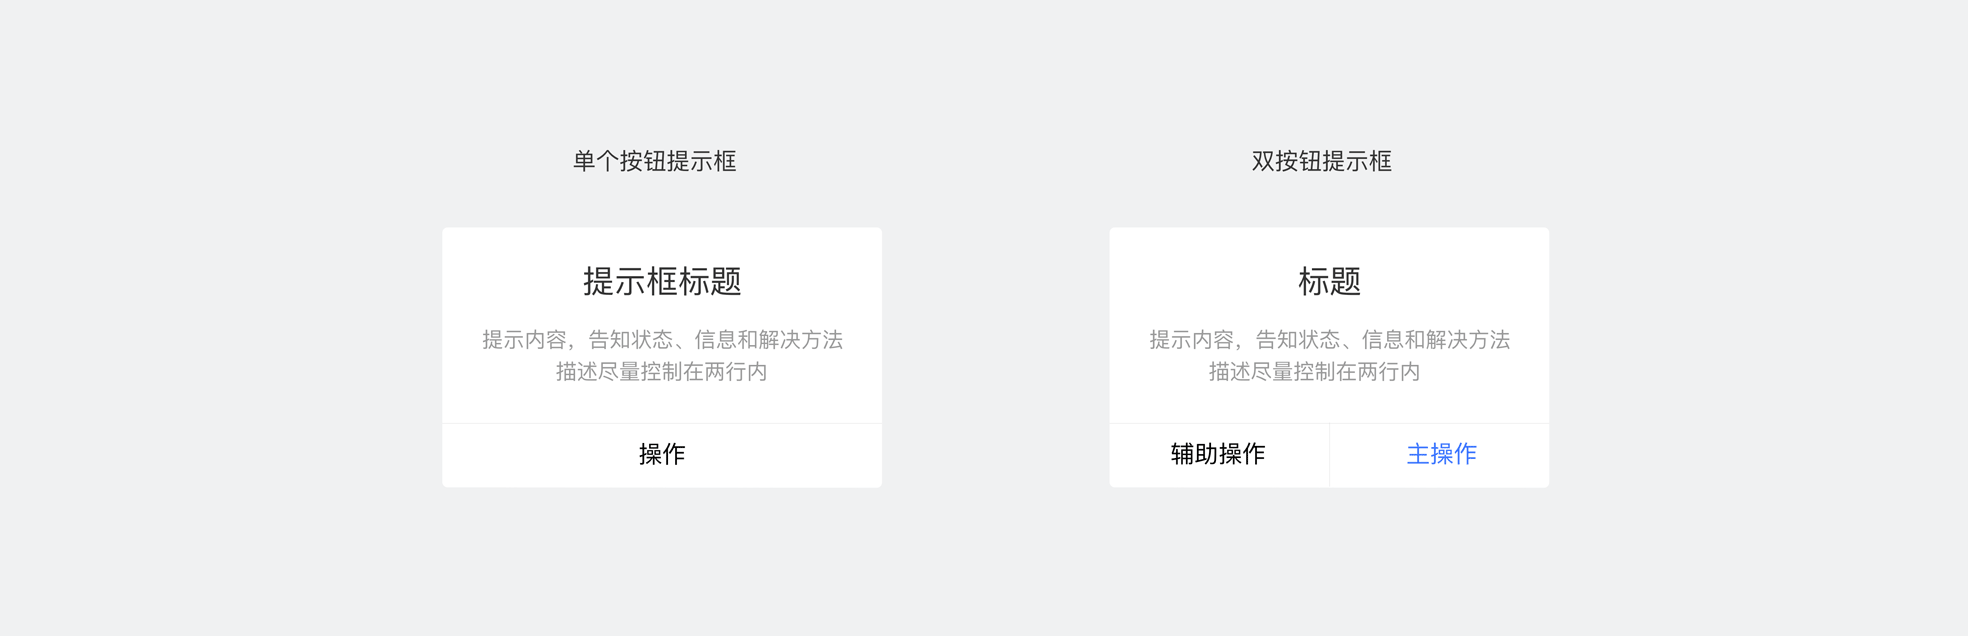 单个按钮提示框
提示框标题
提示内容，告知状态、信息和解决方法
描述尽量控制在两行内
操作
双按钮提示框
标题
提示内容，告知状态、信息和解决方法
描述尽量控制在两行内
辅助操作
主操作